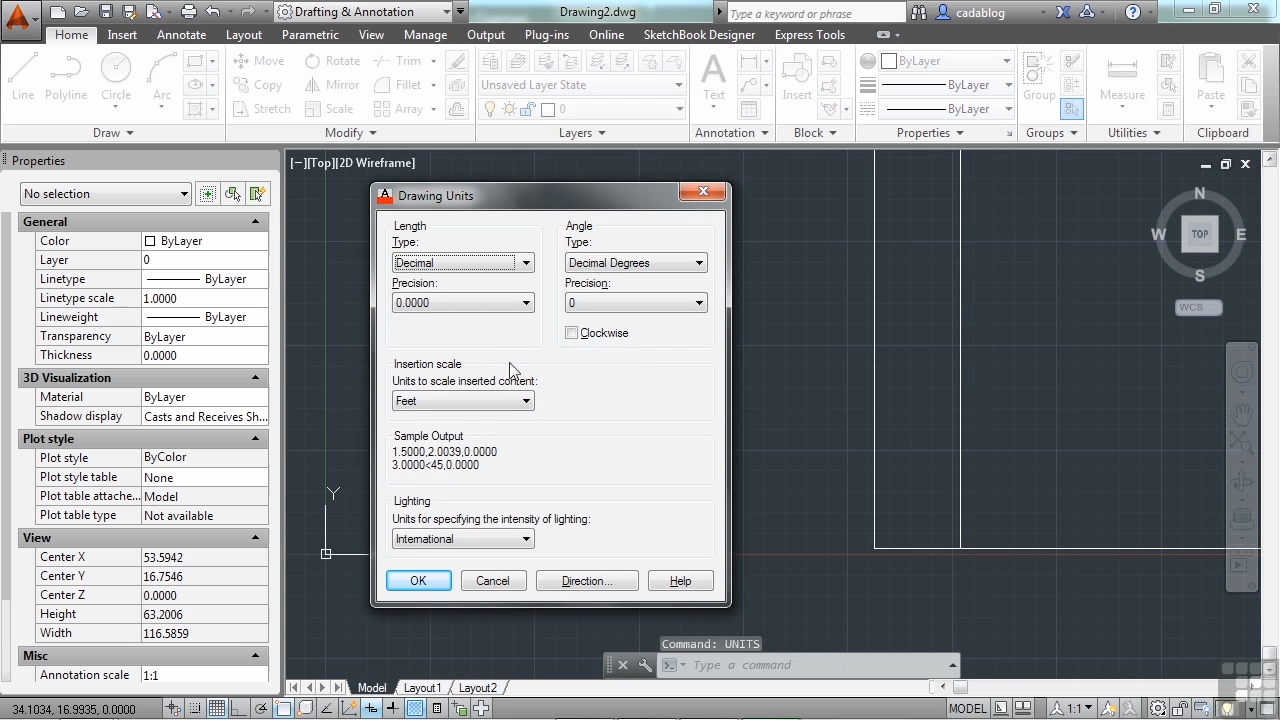 Drafting & Annotation
Drawing2.dwg
Type a keyword or phrase
cadablog
Home Insert Annotate Layout Parametric View Manage Output Plug-ins Online SketchBook Designer Express Tools
Line Polyline Circle Arc
Move Rotate Trim
Copy Mirror Fillet
Stretch Scale Array
Unsaved Layer State
0
Text
Insert
ByLayer
ByLayer
ByLayer
Group
Measure
Paste
Draw Modify Layers Annotation Block Properties Groups Utilities Clipboard
Properties
No selection
General
Color ByLayer
Layer 0
Linetype ByLayer
Linetype scale 1.0000
Lineweight ByLayer
Transparency ByLayer
Thickness 0.0000
3D Visualization
Material ByLayer
Shadow display Casts and Receives Sh...
Plot style
Plot style ByColor
Plot style table None
Plot table attache... Model
Plot table type Not available
View
Center X 53.5942
Center Y 16.7546
Center Z 0.0000
Height 63.2006
Width 116.5859
Misc
Annotation scale 1:1
[−][Top][2D Wireframe]
Drawing Units
Length
Type:
Decimal
Precision:
0.0000
Angle
Type:
Decimal Degrees
Precision:
0
Clockwise
Insertion scale
Units to scale inserted content:
Feet
Sample Output
1.5000,2.0039,0.0000
3.0000<45,0.0000
Lighting
Units for specifying the intensity of lighting:
International
OK Cancel Direction... Help
N
W TOP E
S
WCS
Y
Command: UNITS
Type a command
Model Layout1 Layout2
34.1034, 16.9935, 0.0000
MODEL
1:1